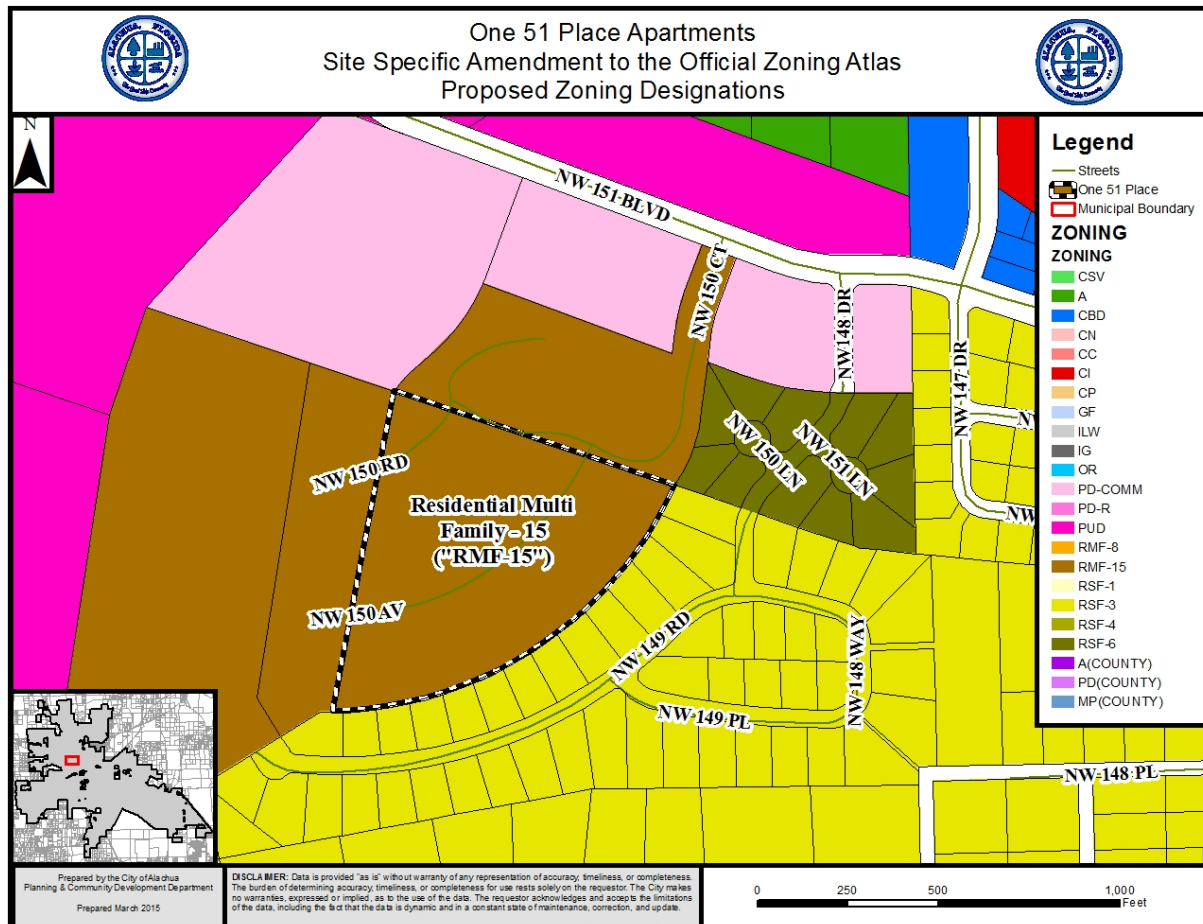 One 51 Place Apartments
Site Specific Amendment to the Official Zoning Atlas
Proposed Zoning Designations
ALACHUA, FLORIDA
ALACHUA, FLORIDA
N
NW 151 BLVD
NW 150 CT
NW 148 DR
NW 147 DR
NW 150 RD
NW 150 LN
NW 151 LN
Residential Multi
Family - 15
("RMF-15")
NW 150 AV
NW 149 RD
NW 148 WAY
NW 149 PL
NW 148 PL
Legend
Streets
One 51 Place
Municipal Boundary
ZONING
ZONING
CSV
A
CBD
CN
CC
CI
CP
GF
ILW
IG
OR
PD-COMM
PD-R
PUD
RMF-8
RMF-15
RSF-1
RSF-3
RSF-4
RSF-6
A(COUNTY)
PD(COUNTY)
MP(COUNTY)
Prepared by the City of Alachua
Planning & Community Development Department
Prepared March 2015
DISCLAIMER: Data is provided "as is" without warranty of any representation of accuracy, timeliness, or completeness.
The burden of determining accuracy, timeliness, or completeness for use rests solely on the requestor. The City makes
no warranties, expressed or implied, as to the use of the data. The requestor acknowledges and accepts the limitations
of the data, including the fact that the data is dynamic and in a constant state of maintenance, correction, and update.
0 250 500 1,000
Feet